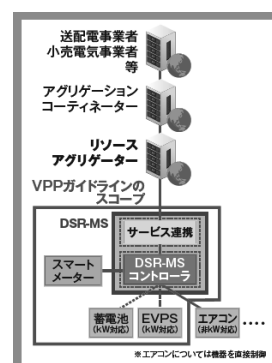 送配電事業者
小売電気事業者
等
アグリゲーション
コーディネーター
リソース
アグリゲーター
VPPガイドラインの
スコープ
DSR-MS
サービス連携
スマート
メーター
DSR-MS
コントローラ
蓄電池
(kW対応)
EVPS
(kW対応)
エアコン
(非kW対応)
‥‥
※エアコンについては機器を直接制御